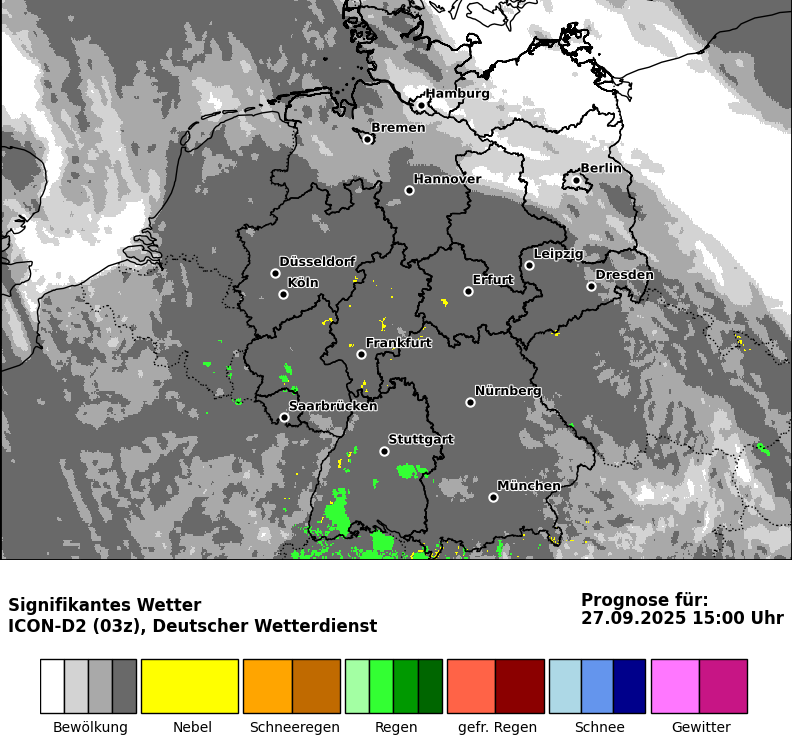 Hamburg
Bremen
Berlin
Hannover
Leipzig
Düsseldorf
Köln
Erfurt
Dresden
Frankfurt
Nürnberg
Saarbrücken
Stuttgart
München
Signifikantes Wetter
ICON-D2 (03z), Deutscher Wetterdienst
Prognose für:
27.09.2025 15:00 Uhr
Bewölkung Nebel Schneeregen Regen gefr. Regen Schnee Gewitter